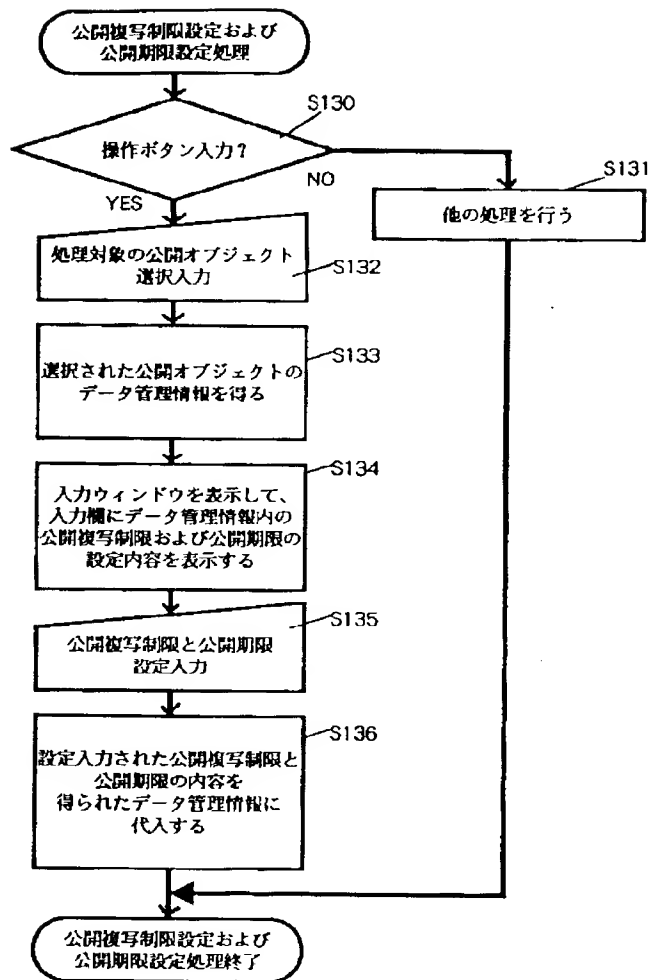 公開複写制限設定および
公開期限設定処理
S130
操作ボタン入力？
YES
NO
S131
他の処理を行う
処理対象の公開オブジェクト
選択入力
S132
S133
選択された公開オブジェクトの
データ管理情報を得る
S134
入力ウィンドウを表示して、
入力欄にデータ管理情報内の
公開複写制限および公開期限の
設定内容を表示する
S135
公開複写制限と公開期限
設定入力
S136
設定入力された公開複写制限と
公開期限の内容を
得られたデータ管理情報に
代入する
公開複写制限設定および
公開期限設定処理終了